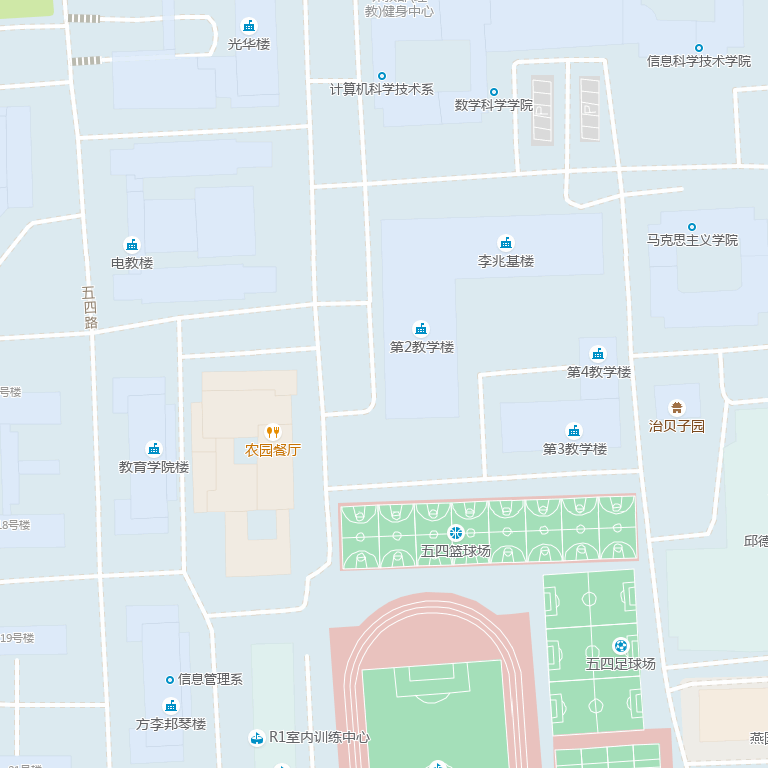 教)健身中心
光华楼
信息科学技术学院
计算机科学技术系
数学科学学院
P
P
马克思主义学院
李兆基楼
电教楼
五四路
第2教学楼
第4教学楼
号楼
治贝子园
第3教学楼
农园餐厅
教育学院楼
18号楼
五四篮球场
邱德
19号楼
五四足球场
信息管理系
方李邦琴楼
R1室内训练中心
燕园